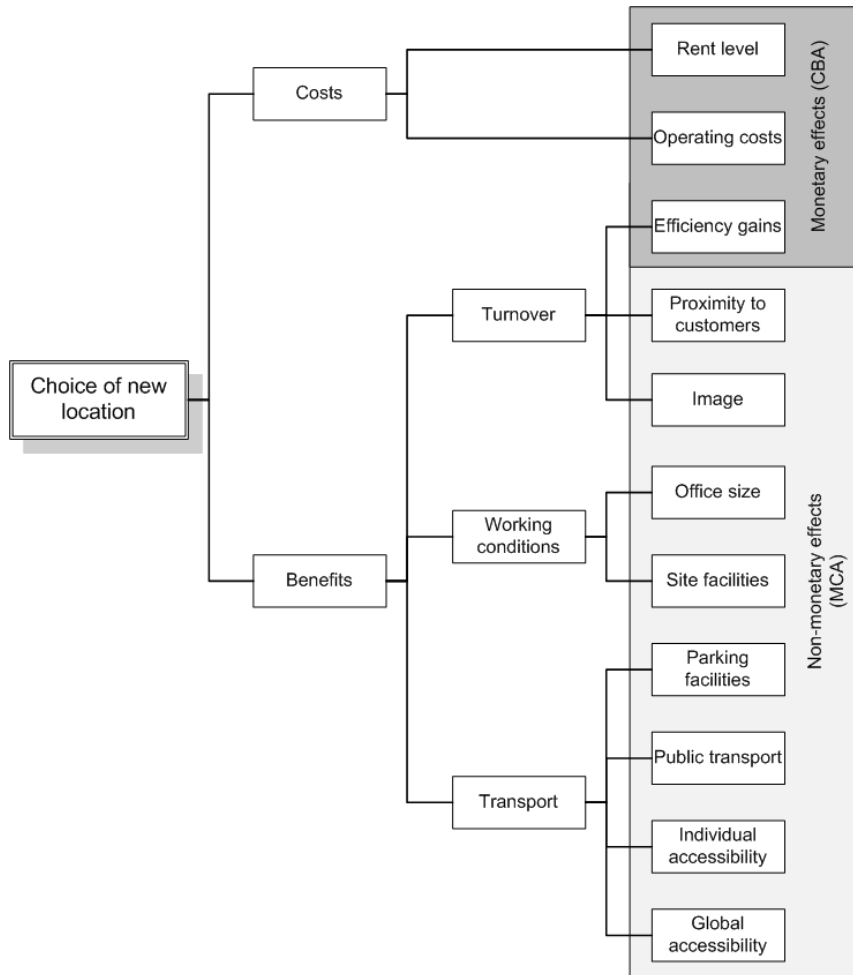 Choice of new
location
Costs
Benefits
Turnover
Working
conditions
Transport
Rent level
Operating costs
Efficiency gains
Proximity to
customers
Image
Office size
Site facilities
Parking
facilities
Public transport
Individual
accessibility
Global
accessibility
Monetary effects (CBA)
Non-monetary effects
(MCA)